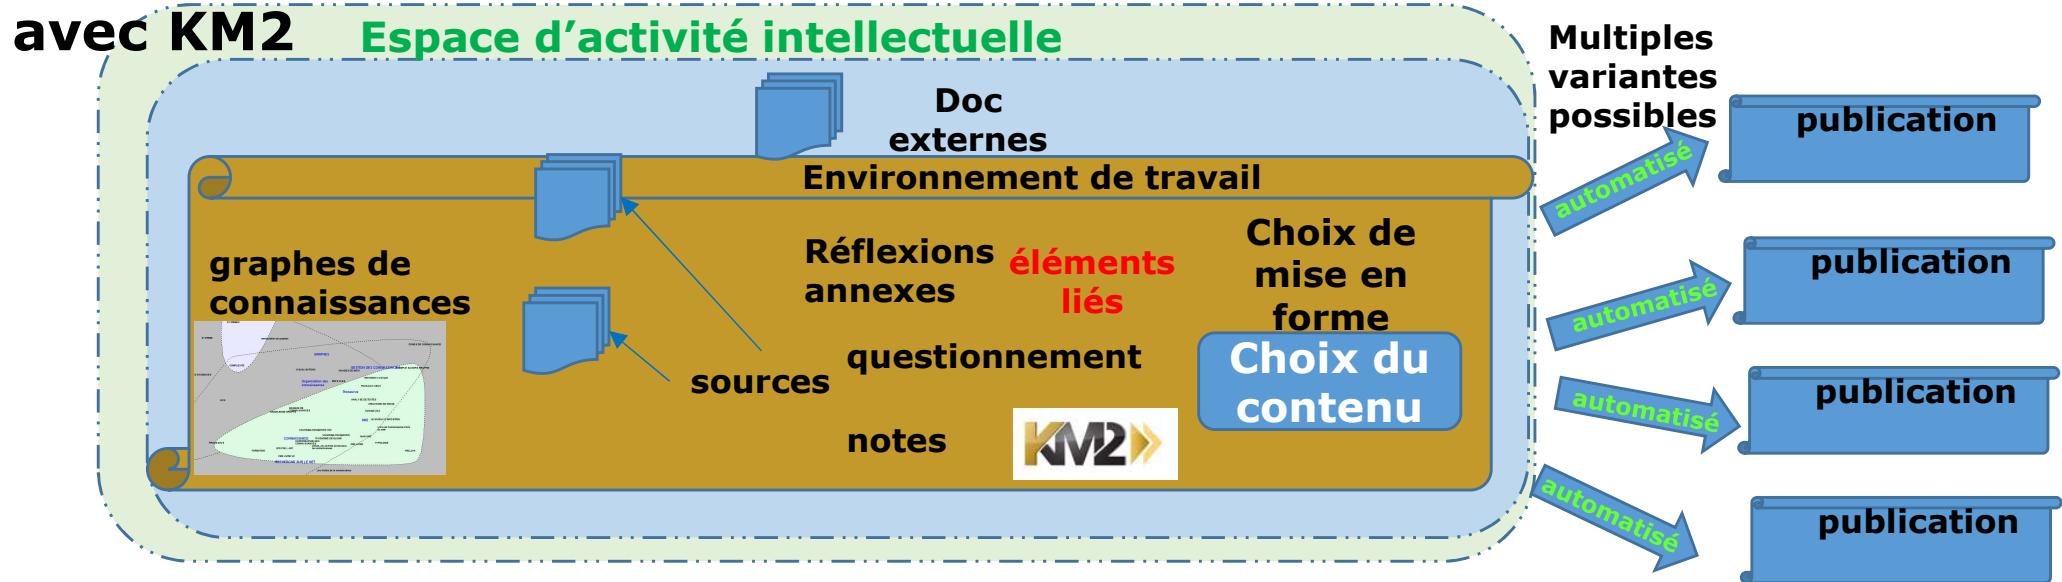 avec KM2
Espace d’activité intellectuelle
Multiples
variantes
possibles
Doc
externes
Environnement de travail
graphes de
connaissances
sources
Réflexions
annexes
éléments
liés
questionnement
notes
KM2
Choix de
mise en
forme
Choix du
contenu
automatisé
publication
automatisé
publication
automatisé
publication
automatisé
publication